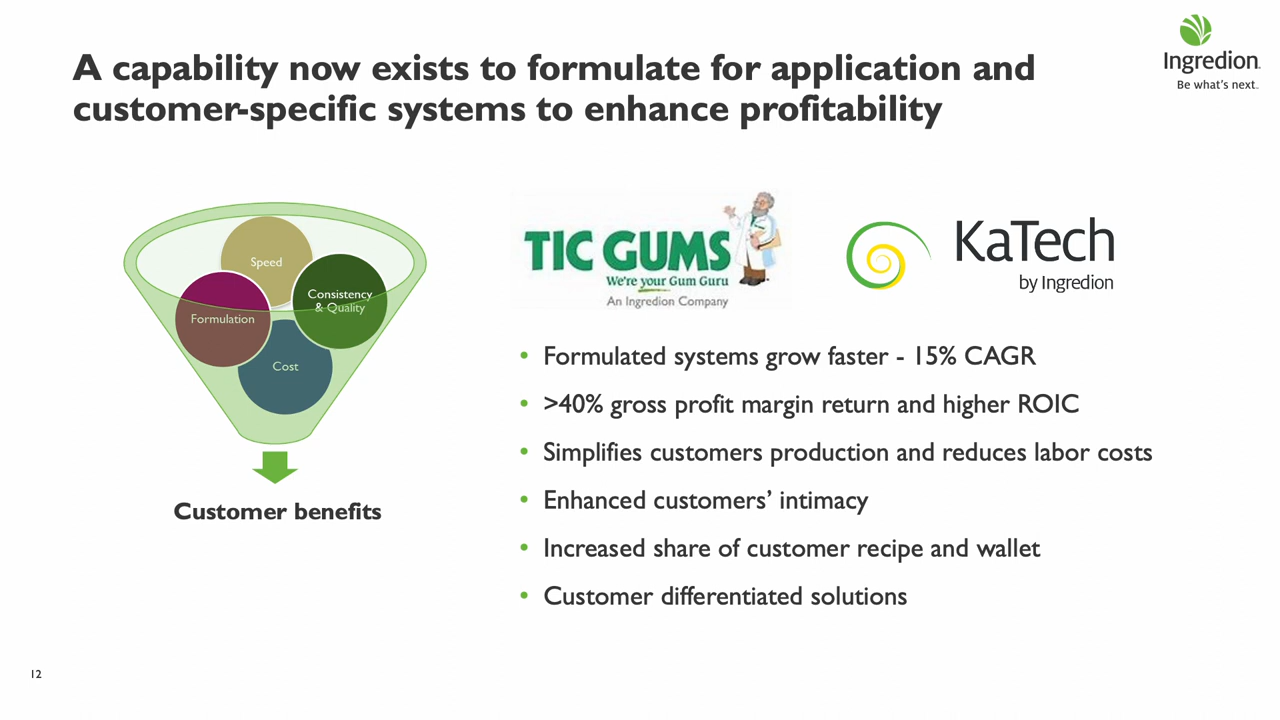 A capability now exists to formulate for application and
customer-specific systems to enhance profitability
Ingredion.
Be what's next.
Speed
Consistency
& Quality
Formulation
Cost
Customer benefits
TIC GUMS
We're your Gum Guru
An Ingredion Company
KaTech
by Ingredion
• Formulated systems grow faster - 15% CAGR
• >40% gross profit margin return and higher ROIC
• Simplifies customers production and reduces labor costs
• Enhanced customers’ intimacy
• Increased share of customer recipe and wallet
• Customer differentiated solutions
12